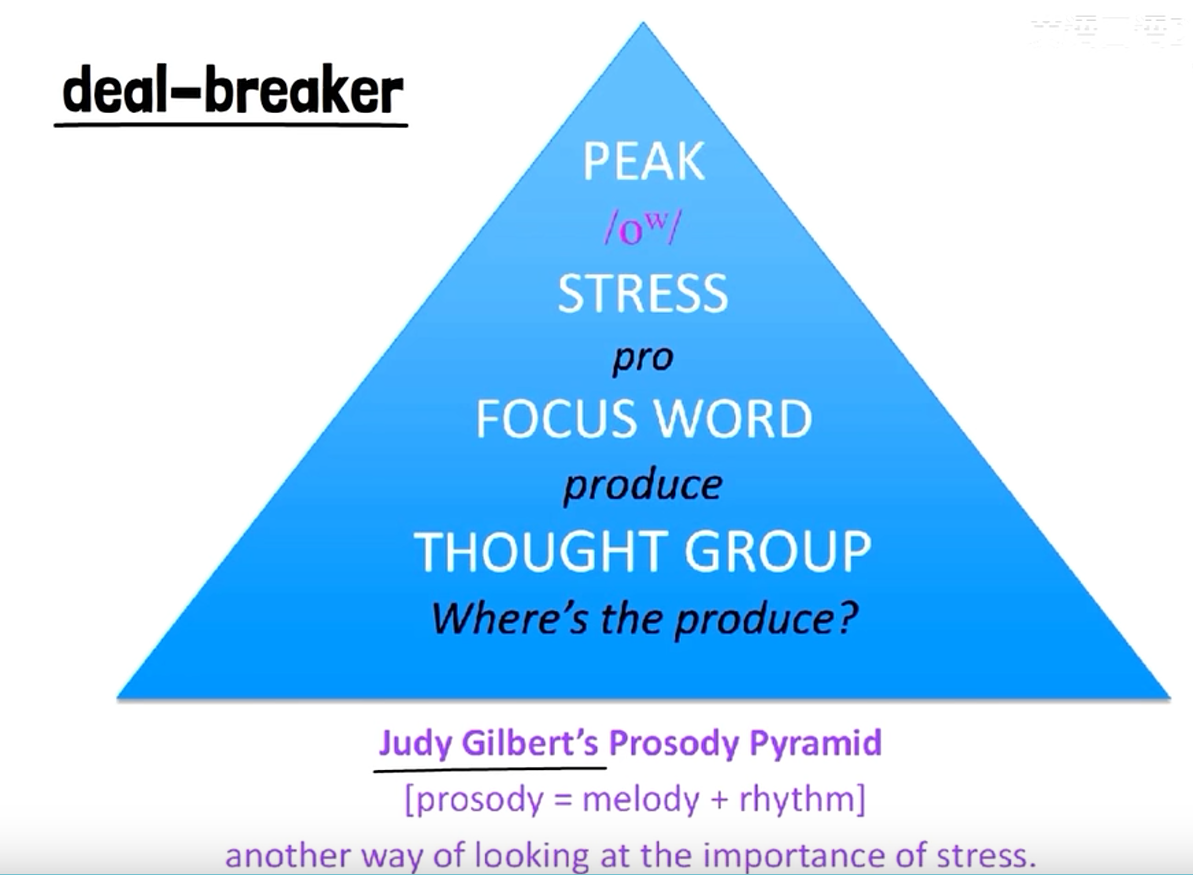 deal-breaker
PEAK
/oʷ/
STRESS
pro
FOCUS WORD
produce
THOUGHT GROUP
Where's the produce?
Judy Gilbert's Prosody Pyramid
[prosody = melody + rhythm]
another way of looking at the importance of stress.